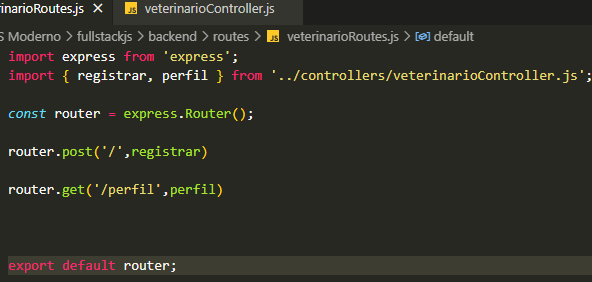 inarioRoutes.js
JS veterinarioController.js
S Moderno > fullstackjs > backend > routes > JS veterinarioRoutes.js > default
import express from 'express';
import { registrar, perfil } from '../controllers/veterinarioController.js';
const router = express.Router();
router.post('/',registrar)
router.get('/perfil',perfil)
export default router;